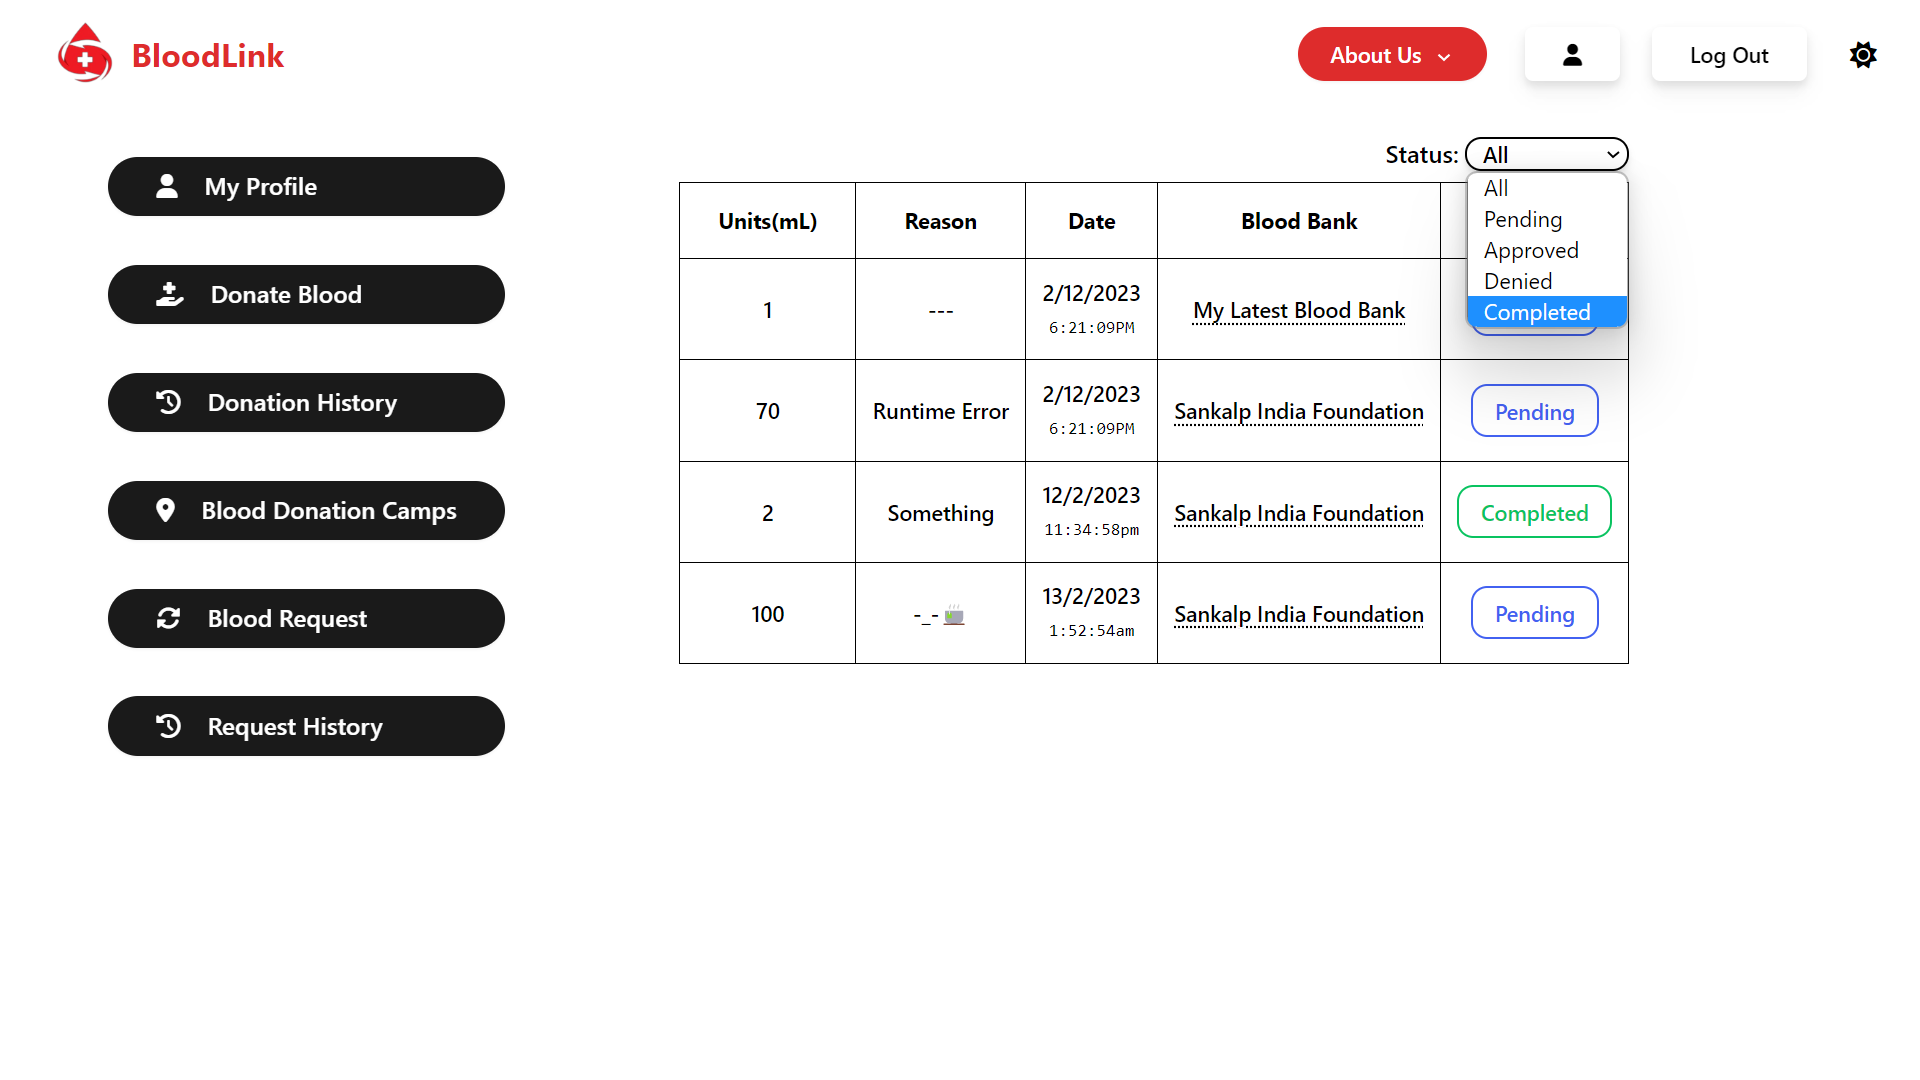 BloodLink
About Us
Log Out
My Profile
Donate Blood
Donation History
Blood Donation Camps
Blood Request
Request History
Status: All
All
Pending
Approved
Denied
Completed
Units(mL) Reason Date Blood Bank
1 --- 2/12/2023 6:21:09PM My Latest Blood Bank
70 Runtime Error 2/12/2023 6:21:09PM Sankalp India Foundation Pending
2 Something 12/2/2023 11:34:58pm Sankalp India Foundation Completed
100 -_-🍵 13/2/2023 1:52:54am Sankalp India Foundation Pending